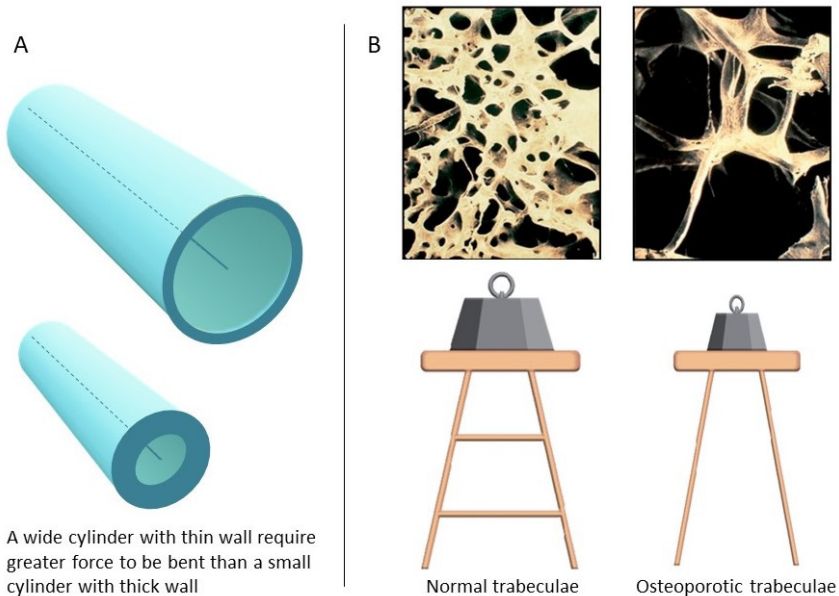 A
B
A wide cylinder with thin wall require
greater force to be bent than a small
cylinder with thick wall
Normal trabeculae
Osteoporotic trabeculae